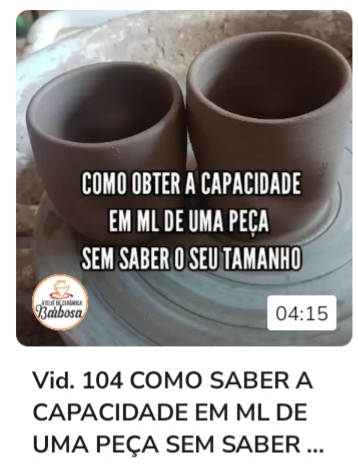 COMO OBTER A CAPACIDADE
EM ML DE UMA PEÇA
SEM SABER O SEU TAMANHO
ATELIÊ DE CERÂMICA
Barbosa
04:15
Vid. 104 COMO SABER A
CAPACIDADE EM ML DE
UMA PEÇA SEM SABER ...